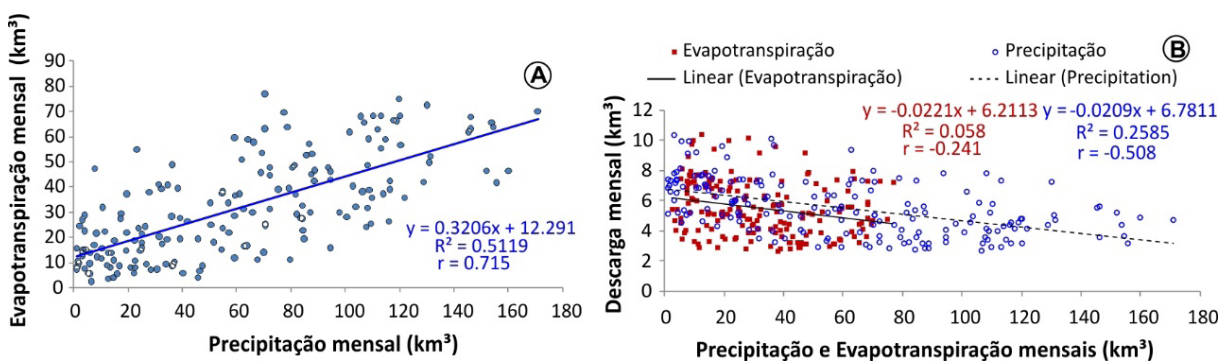 Evapotranspiração mensal (km³)
90
80
70
60
50
40
30
20
10
0
A
y = 0.3206x + 12.291
R² = 0.5119
r = 0.715
0 20 40 60 80 100 120 140 160 180
Precipitação mensal (km³)
Evapotranspiração Precipitação B
Linear (Evapotranspiração) Linear (Precipitation)
Descarga mensal (km³)
12
10
8
6
4
2
0
y = -0.0221x + 6.2113 y = -0.0209x + 6.7811
R² = 0.058 R² = 0.2585
r = -0.241 r = -0.508
0 20 40 60 80 100 120 140 160 180
Precipitação e Evapotranspiração mensais (km³)